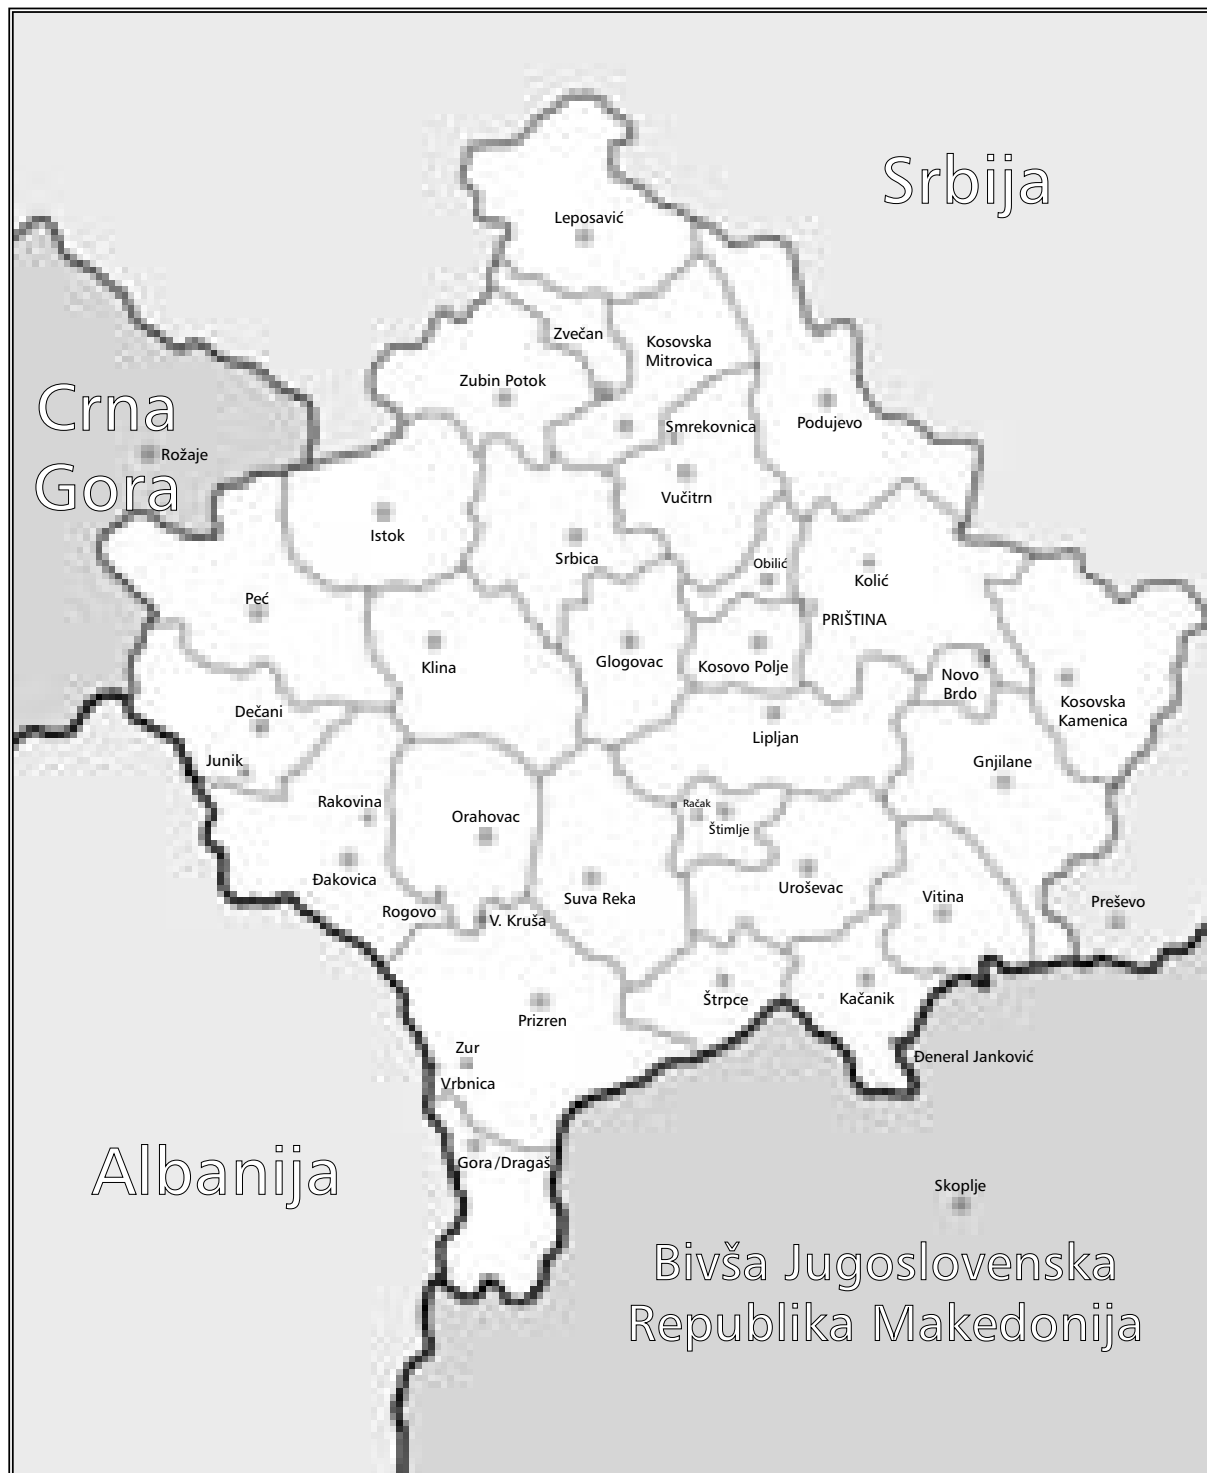 Srbija
Leposavić
Zvečan
Kosovska
Mitrovica
Zubin Potok
Crna
Gora
Rožaje
Smrekovnica
Podujevo
Vučitrn
Istok
Srbica
Obilić
Kolić
Peć
PRIŠTINA
Klina
Glogovac
Kosovo Polje
Novo
Brdo
Kosovska
Kamenica
Dečani
Lipljan
Junik
Gnjilane
Rakovina
Orahovac
Račak
Štimlje
Đakovica
Uroševac
Suva Reka
Vitina
Preševo
Rogovo
V. Kruša
Štrpce
Kačanik
Prizren
Zur
Vrbnica
Đeneral Janković
Gora/Dragaš
Albanija
Skoplje
Bivša Jugoslovenska
Republika Makedonija